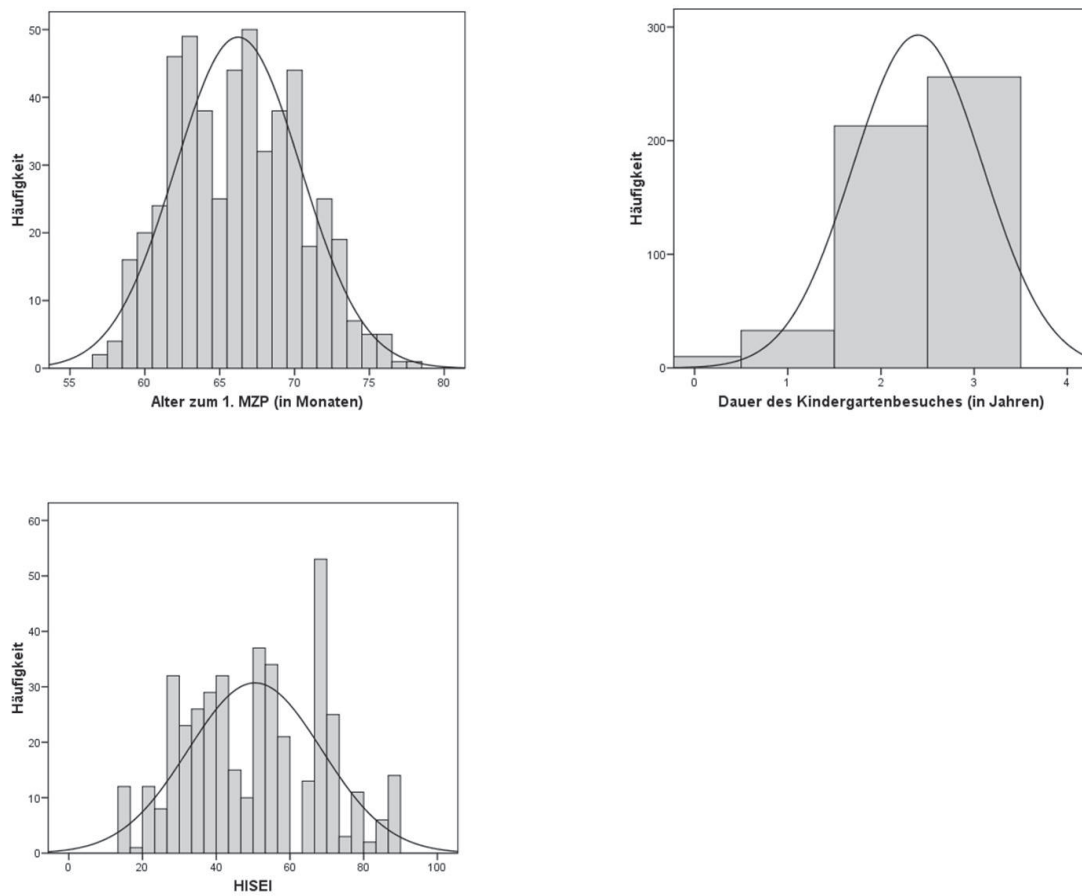 50
40
30
20
10
0
Häufigkeit
55 60 65 70 75 80
Alter zum 1. MZP (in Monaten)
300
200
100
0
Häufigkeit
0 1 2 3 4
Dauer des Kindergartenbesuches (in Jahren)
60
50
40
30
20
10
0
Häufigkeit
0 20 40 60 80 100
HISEI